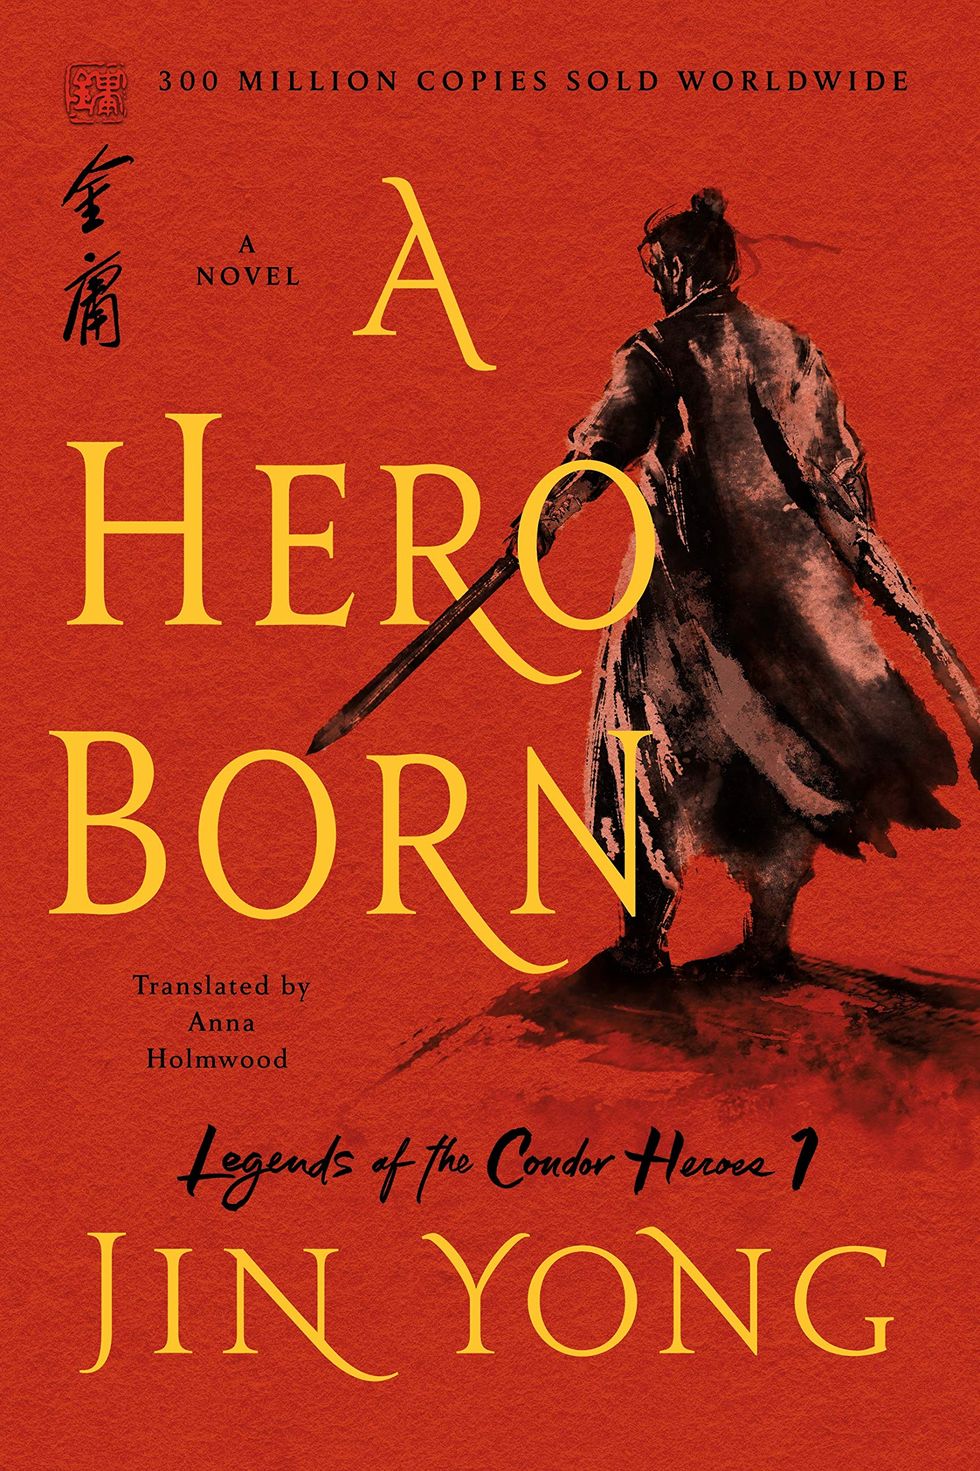 300 MILLION COPIES SOLD WORLDWIDE
金庸
A
NOVEL
A
HERO
BORN
Translated by
Anna
Holmwood
Legends of the Condor Heroes 1
JIN YONG